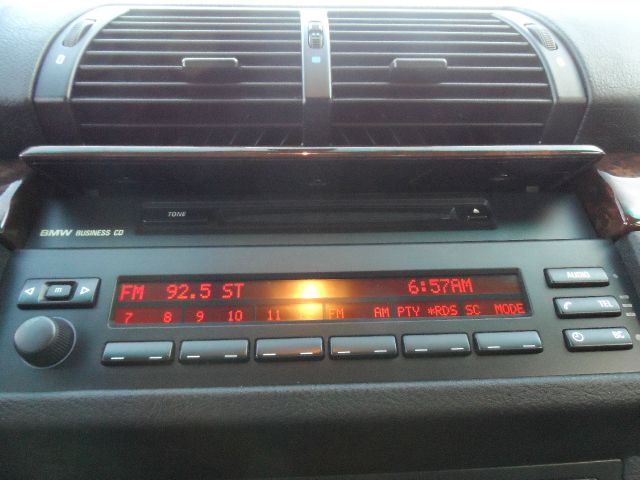 TONE
BMW BUSINESS CD
FM 92.5 ST 6:57AM
7 8 9 10 11 FM AM PTY *RDS SC MODE
m
AUDIO
TEL
BC